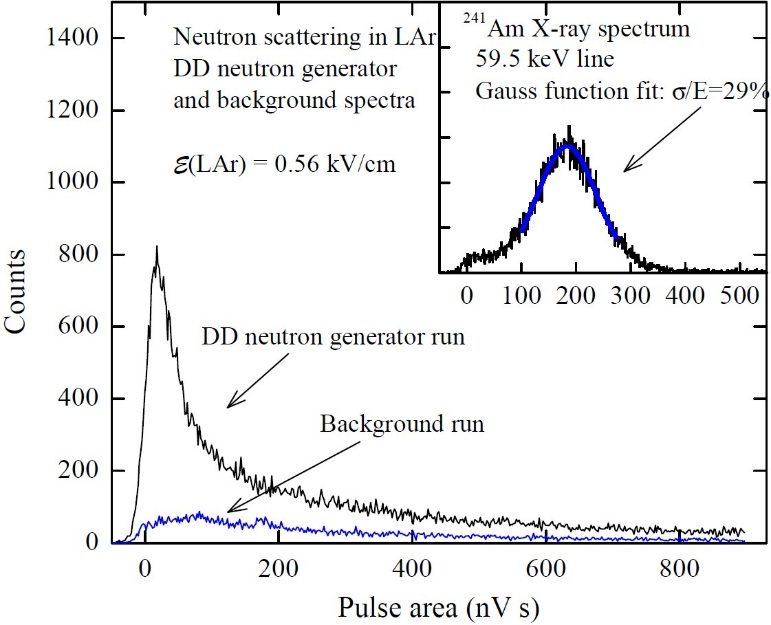 1400
1200
1000
800
600
400
200
0
Counts
Neutron scattering in LAr
DD neutron generator
and background spectra
ℰ(LAr) = 0.56 kV/cm
²⁴¹Am X-ray spectrum
59.5 keV line
Gauss function fit: σ/E=29%
0 100 200 300 400 500
DD neutron generator run
Background run
0 200 400 600 800
Pulse area (nV s)